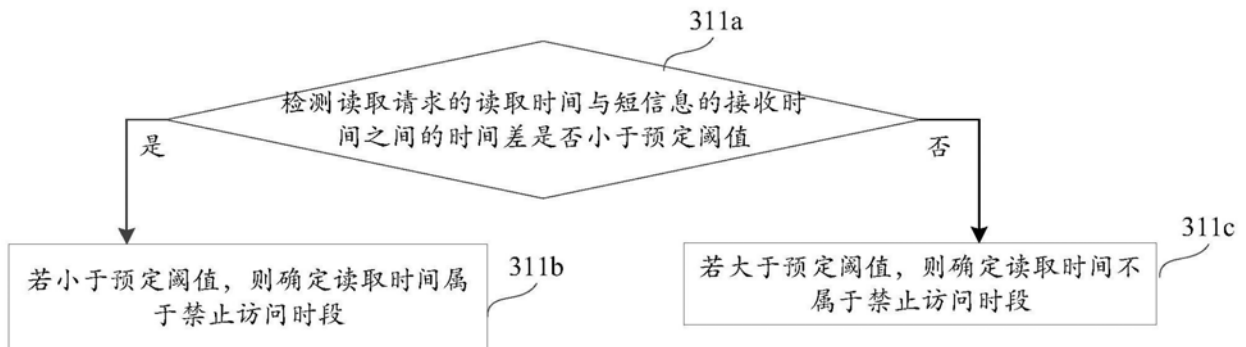 311a
检测读取请求的读取时间与短信息的接收时
间之间的时间差是否小于预定阈值
是
否
311c
311b
若小于预定阈值，则确定读取时间属
于禁止访问时段
若大于预定阈值，则确定读取时间不
属于禁止访问时段